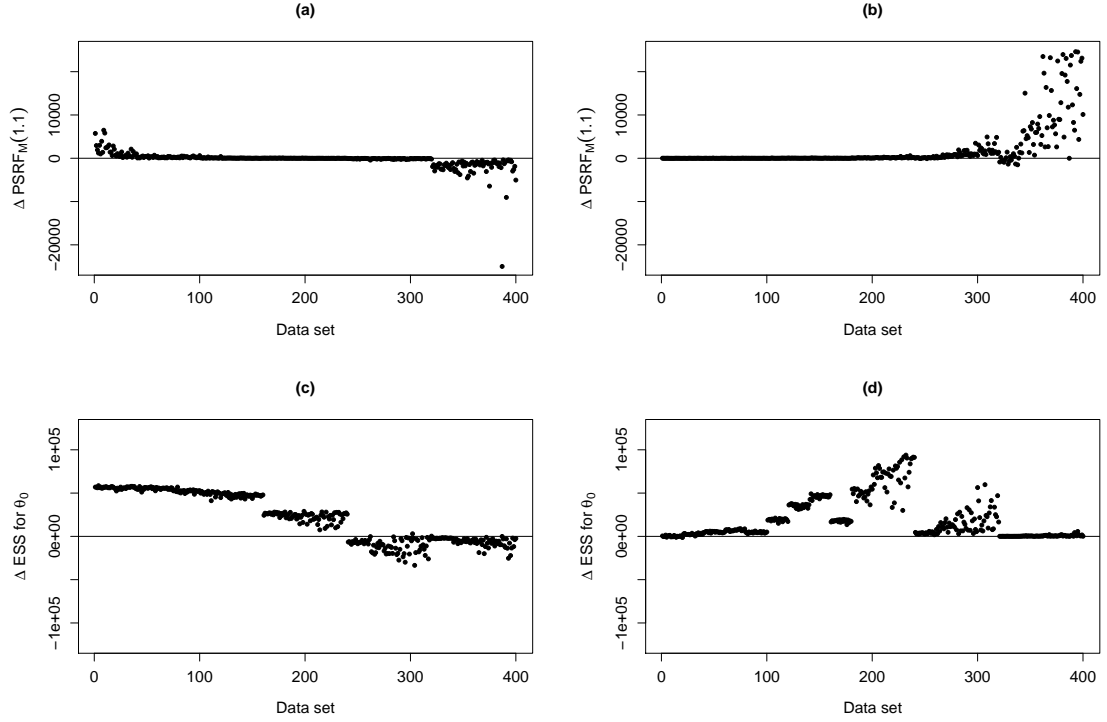 (a)
Δ PSRF_M(1.1)
10000
0
−20000
0
100
200
300
400
Data set
(b)
Δ PSRF_M(1.1)
10000
0
−20000
0
100
200
300
400
Data set
(c)
Δ ESS for θ₀
1e+05
0e+00
−1e+05
0
100
200
300
400
Data set
(d)
Δ ESS for θ₀
1e+05
0e+00
−1e+05
0
100
200
300
400
Data set